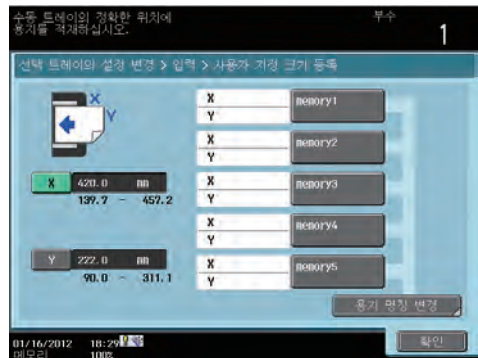 수동 트레이의 정확한 위치에
용지를 적재하십시오.
부수
1
선택 트레이의 설정 변경 > 입력 > 사용자 지정 크기 등록
X
Y
X
Y
memory1
X
Y
memory2
X 420.0 mm
139.7 - 457.2
X
Y
memory3
X
Y
memory4
Y 222.0 mm
90.0 - 311.1
X
Y
memory5
용기 명칭 변경
01/16/2012 18:29
메모리 100%
확인